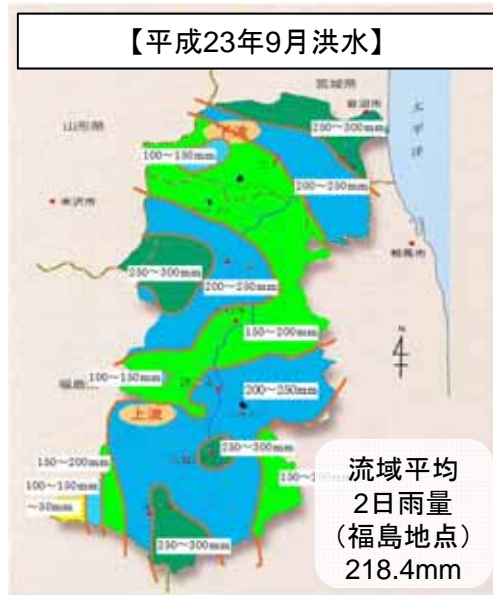 【平成23年9月洪水】
宮城県
岩沼市
太平洋
山形県
250～300mm
下流
100～150mm
200～250mm
米沢市
相馬市
250～300mm
200～250mm
150～200mm
N
福島
100～150mm
200～250mm
上流
250～300mm
150～200mm
100～150mm
～50mm
250～300mm
流域平均
2日雨量
(福島地点)
218.4mm